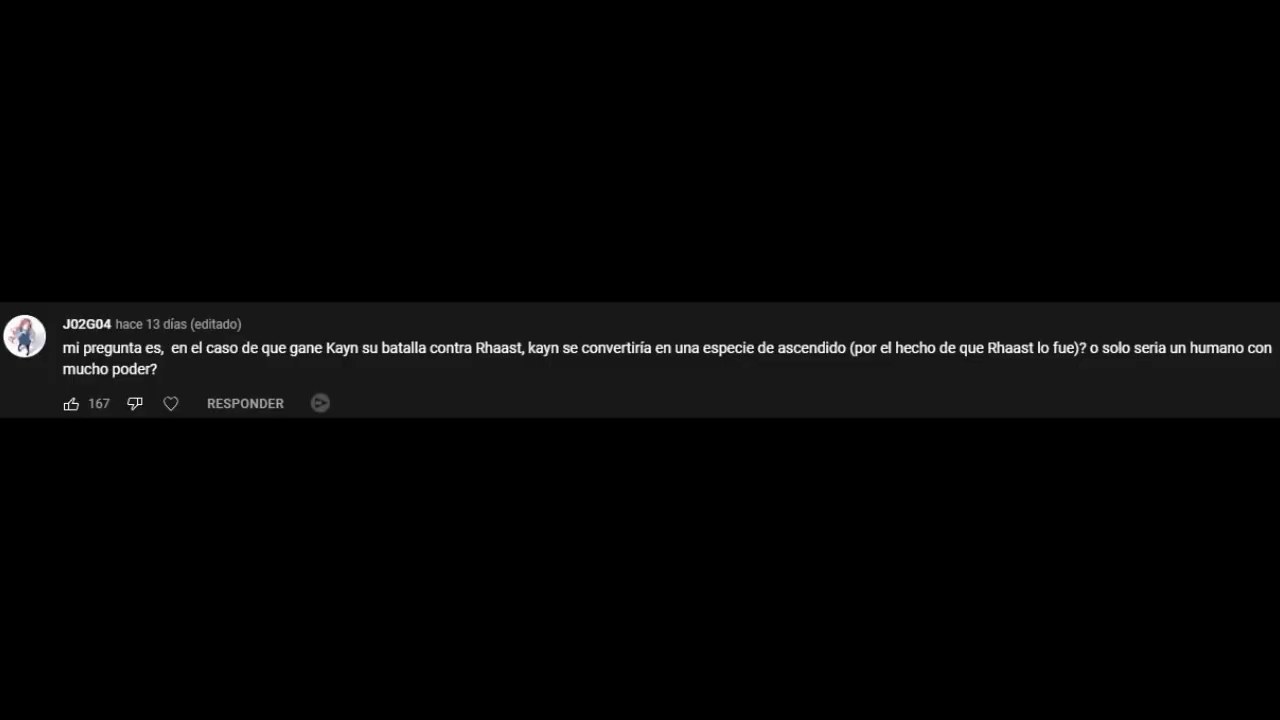 J02G04 hace 13 días (editado)
mi pregunta es, en el caso de que gane Kayn su batalla contra Rhaast, kayn se convertiría en una especie de ascendido (por el hecho de que Rhaast lo fue)? o solo seria un humano con
mucho poder?
167 RESPONDER